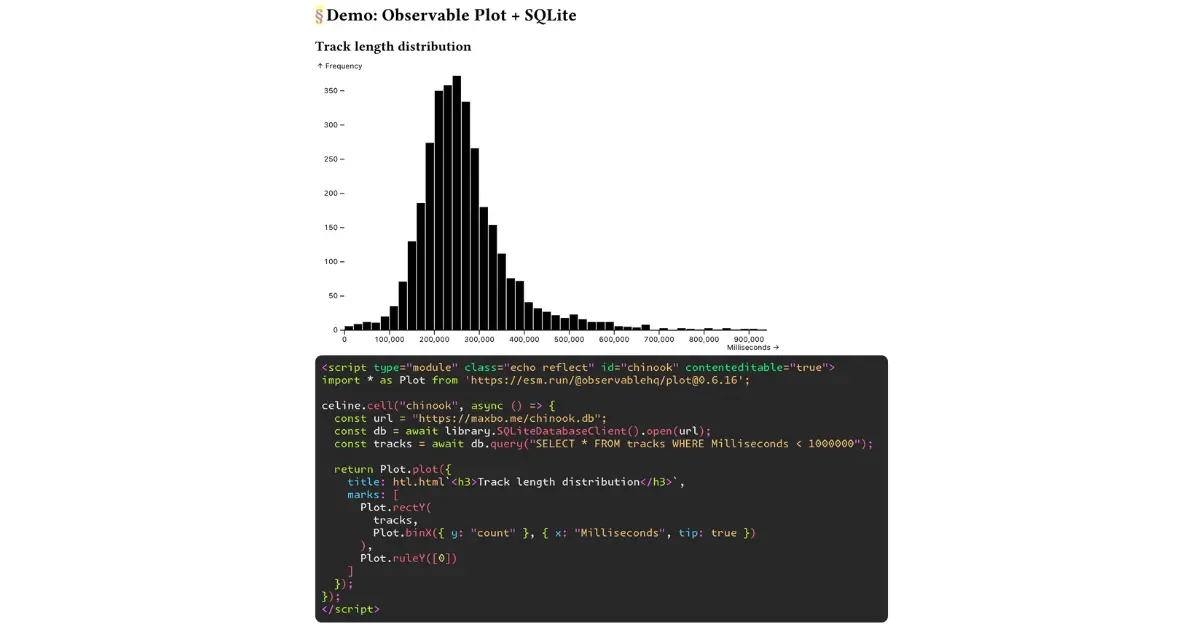 § Demo: Observable Plot + SQLite
Track length distribution
↑ Frequency
350
300
250
200
150
100
50
0
0 100,000 200,000 300,000 400,000 500,000 600,000 700,000 800,000 900,000
Milliseconds →
<script type="module" class="echo reflect" id="chinook" contenteditable="true">
import * as Plot from 'https://esm.run/@observablehq/plot@0.6.16';
celine.cell("chinook", async () => {
  const url = "https://maxbo.me/chinook.db";
  const db = await library.SQLiteDatabaseClient().open(url);
  const tracks = await db.query("SELECT * FROM tracks WHERE Milliseconds < 1000000");
  return Plot.plot({
    title: htl.html`<h3>Track length distribution</h3>`,
    marks: [
      Plot.rectY(
        tracks,
        Plot.binX({ y: "count" }, { x: "Milliseconds", tip: true })
      ),
      Plot.ruleY([0])
    ]
  });
});
</script>